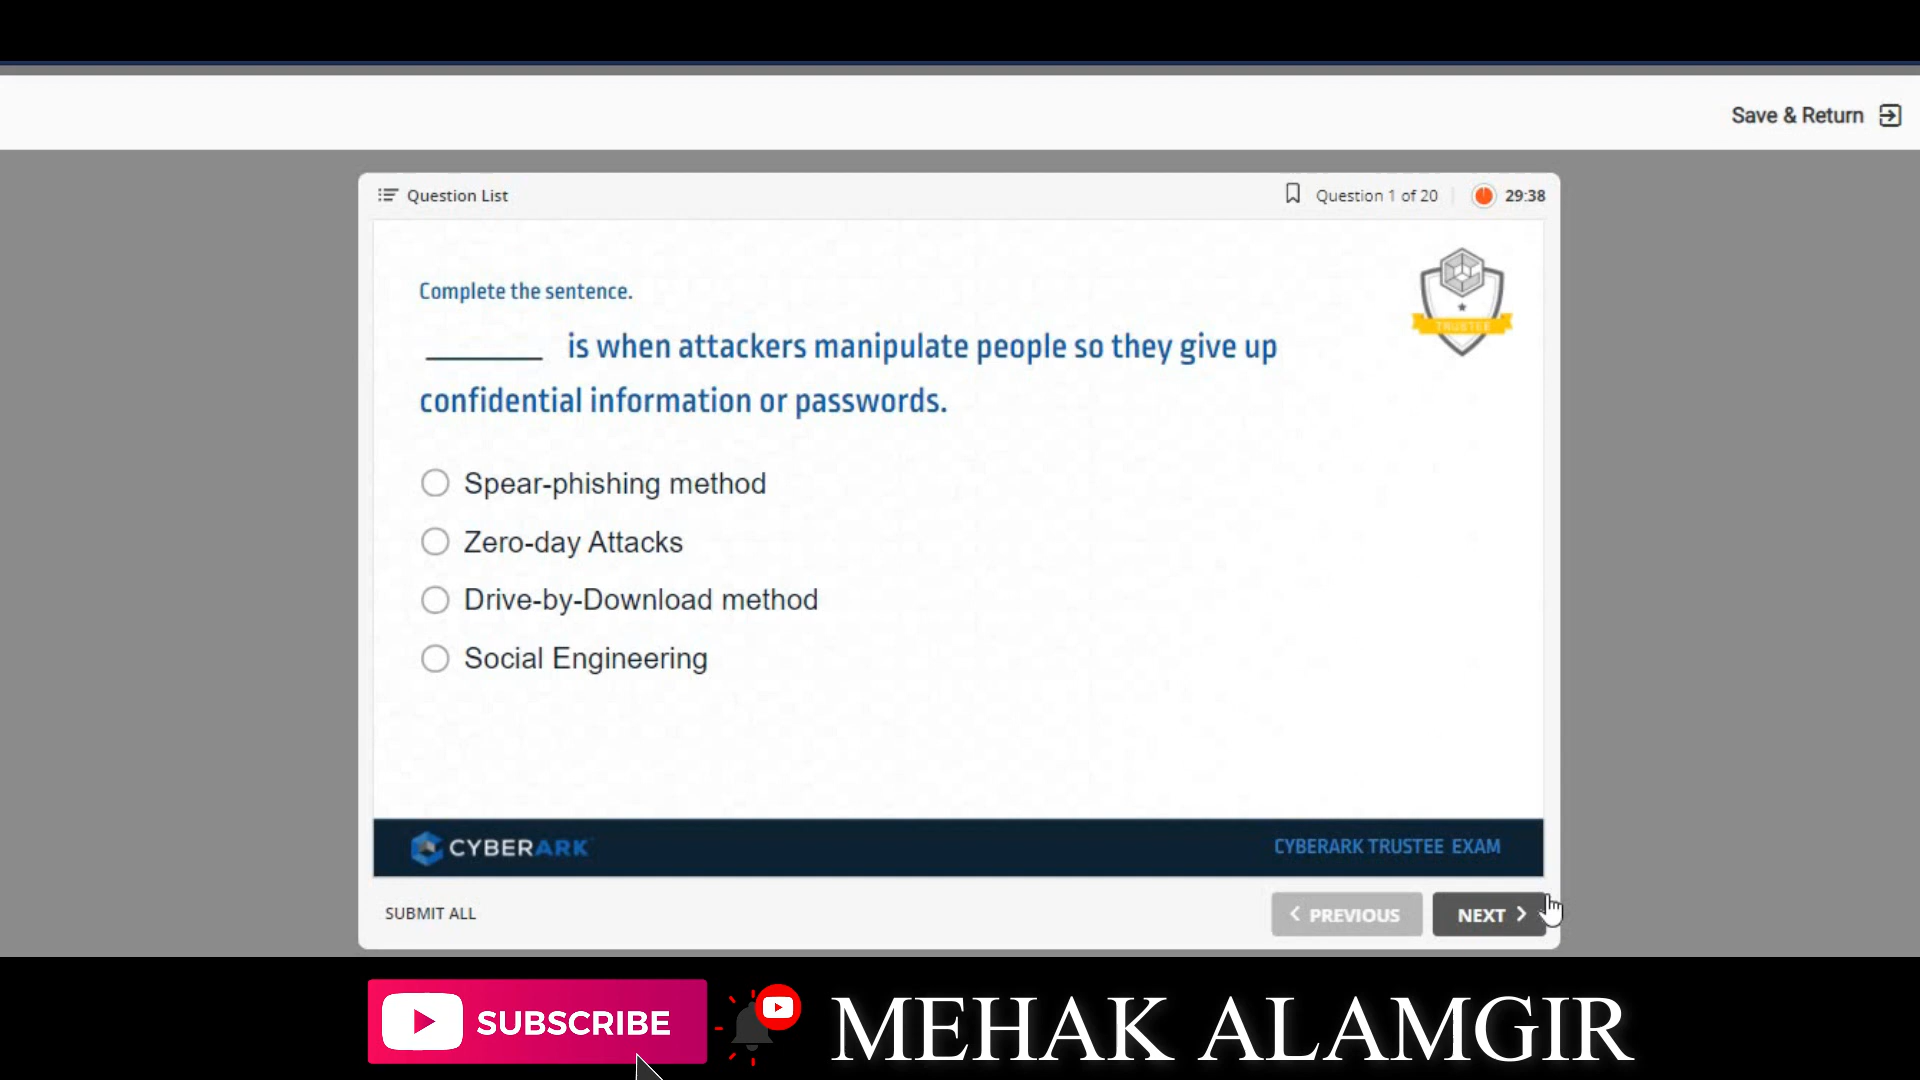 Save & Return
Question List
Question 1 of 20
29:38
TRUSTEE
Complete the sentence.
________ is when attackers manipulate people so they give up
confidential information or passwords.
Spear-phishing method
Zero-day Attacks
Drive-by-Download method
Social Engineering
CYBERARK
CYBERARK TRUSTEE EXAM
SUBMIT ALL
PREVIOUS
NEXT
SUBSCRIBE
MEHAK ALAMGIR